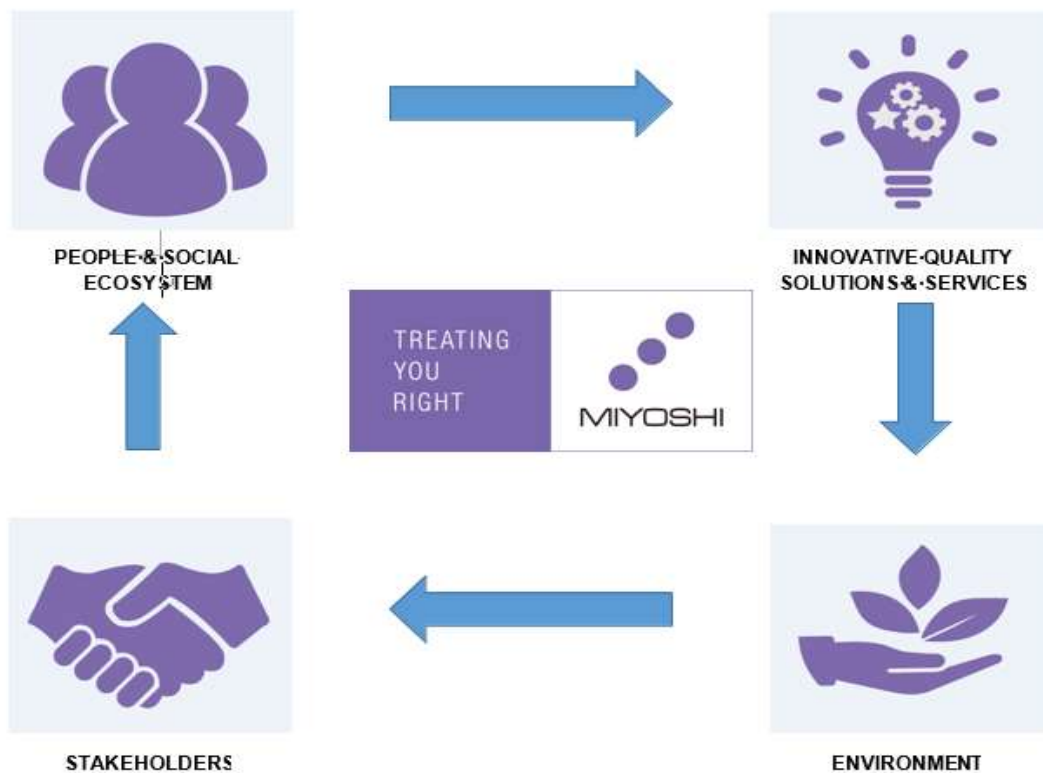 PEOPLE & SOCIAL
ECOSYSTEM
INNOVATIVE QUALITY
SOLUTIONS & SERVICES
TREATING
YOU
RIGHT
MIYOSHI
STAKEHOLDERS
ENVIRONMENT